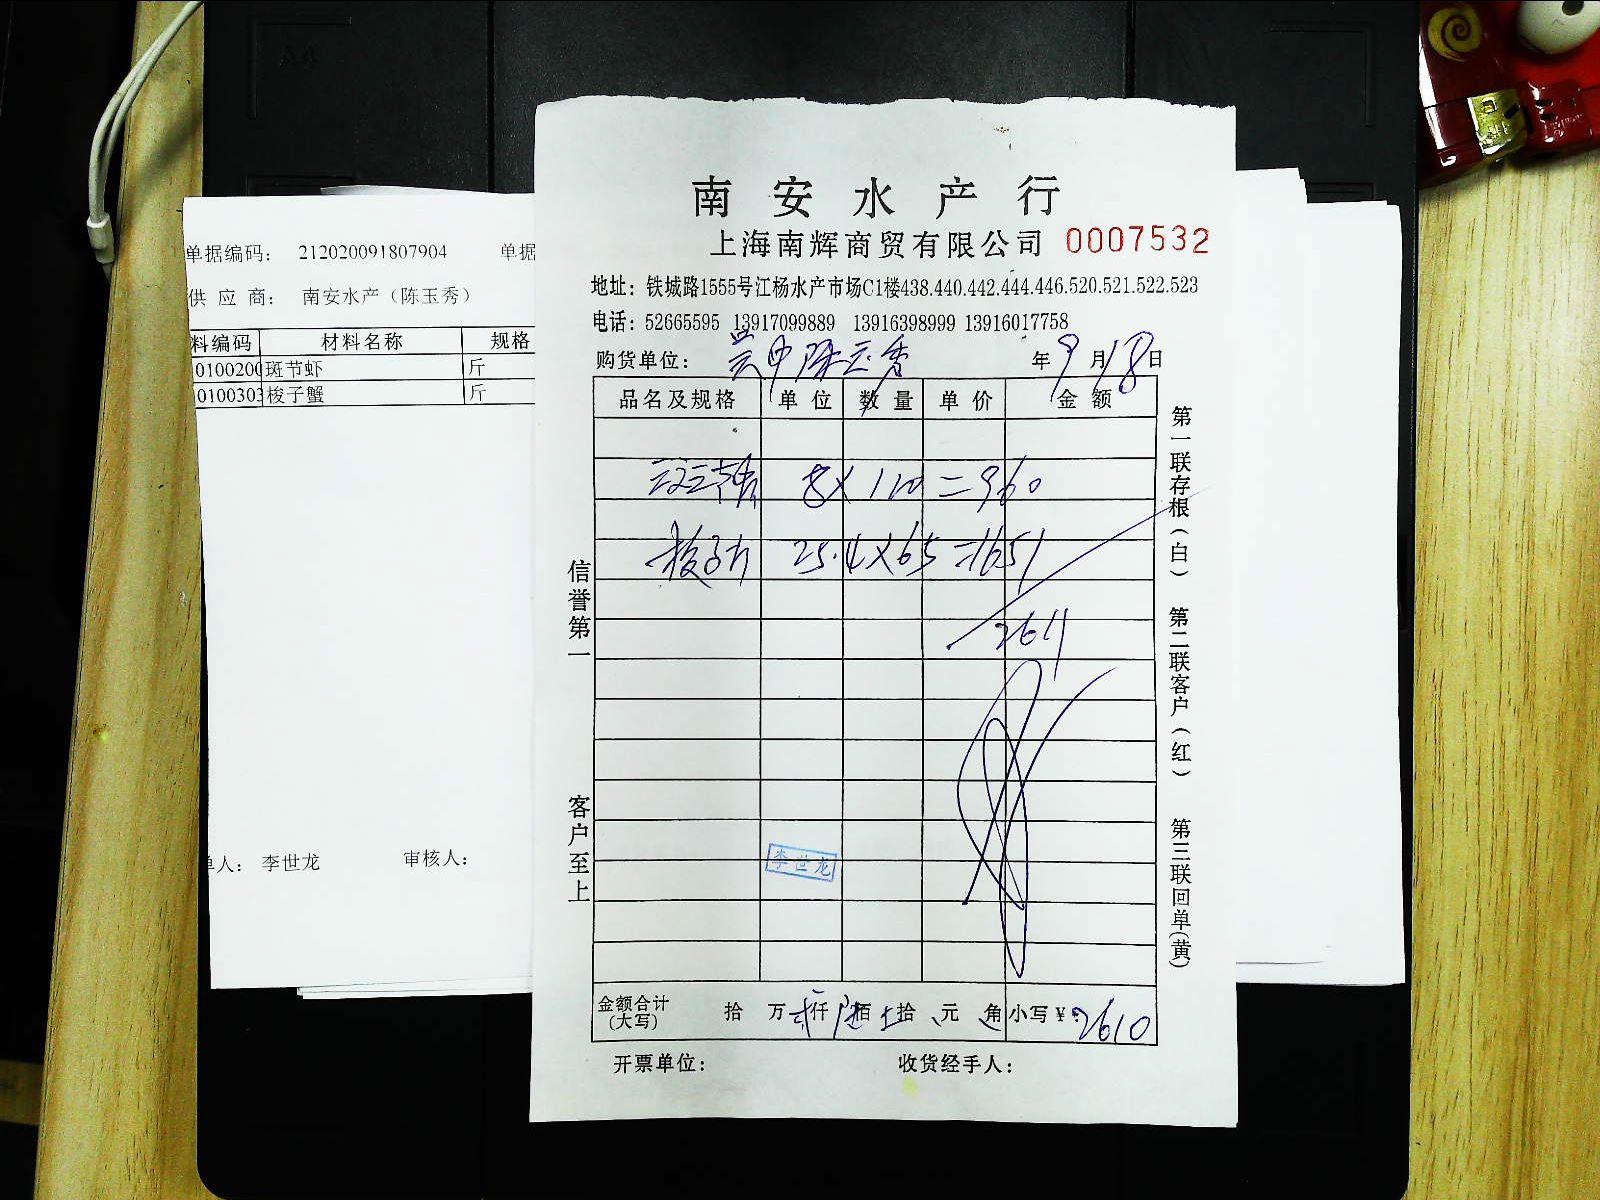 单据编码： 212020091807904 单据
供 应 商： 南安水产（陈玉秀）
料编码 材料名称 规格
0100200 斑节虾 斤
0100303 梭子蟹 斤
单人： 李世龙 审核人：
南安水产行
上海南辉商贸有限公司 0007532
地址：铁城路1555号江杨水产市场C1楼438.440.442.444.446.520.521.522.523
电话：52665595 13917099889 13916398999 13916017758
购货单位： 陈玉秀 年 9 月 18 日
品名及规格 单位 数量 单价 金额
8 × 120 = 960
梭子 25.4 × 65 = 1651
2611
李世龙
金额合计(大写) 拾 万 贰 仟 陆 佰 拾 元 角 小写￥：2610
开票单位： 收货经手人：
信誉第一
客户至上
第一联存根（白）
第二联客户（红）
第三联回单(黄)